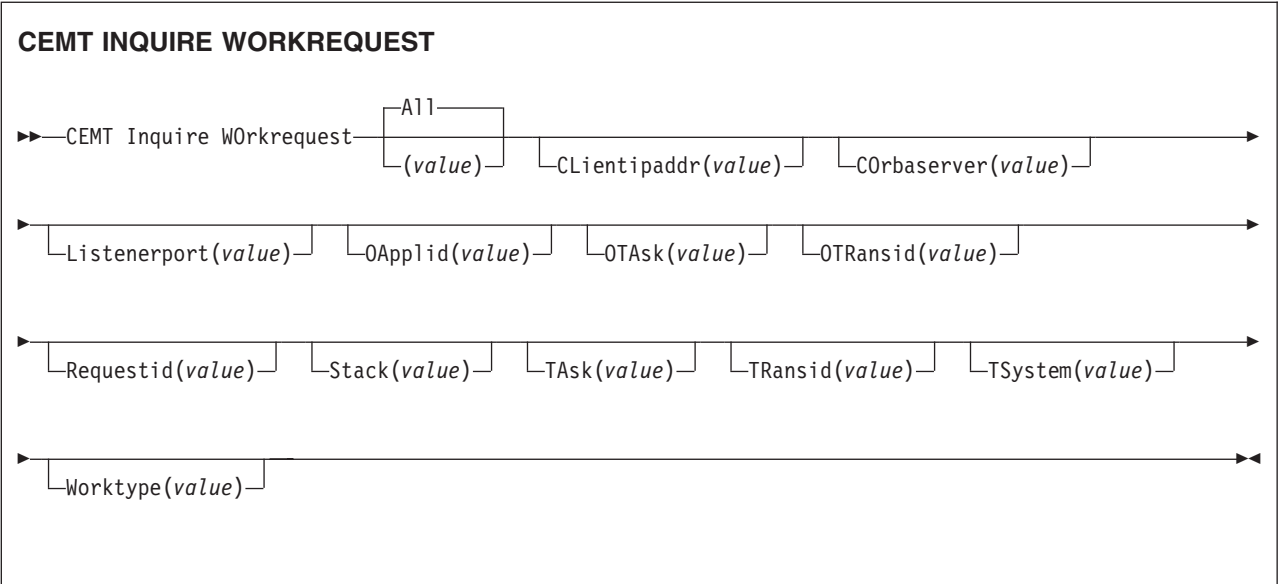 CEMT INQUIRE WORKREQUEST
All
CEMT Inquire WOrkrequest
(value) CLientipaddr(value) COrbaserver(value)
Listenerport(value) OApplid(value) OTAsk(value) OTRansid(value)
Requestid(value) Stack(value) TAsk(value) TRansid(value) TSystem(value)
Worktype(value)